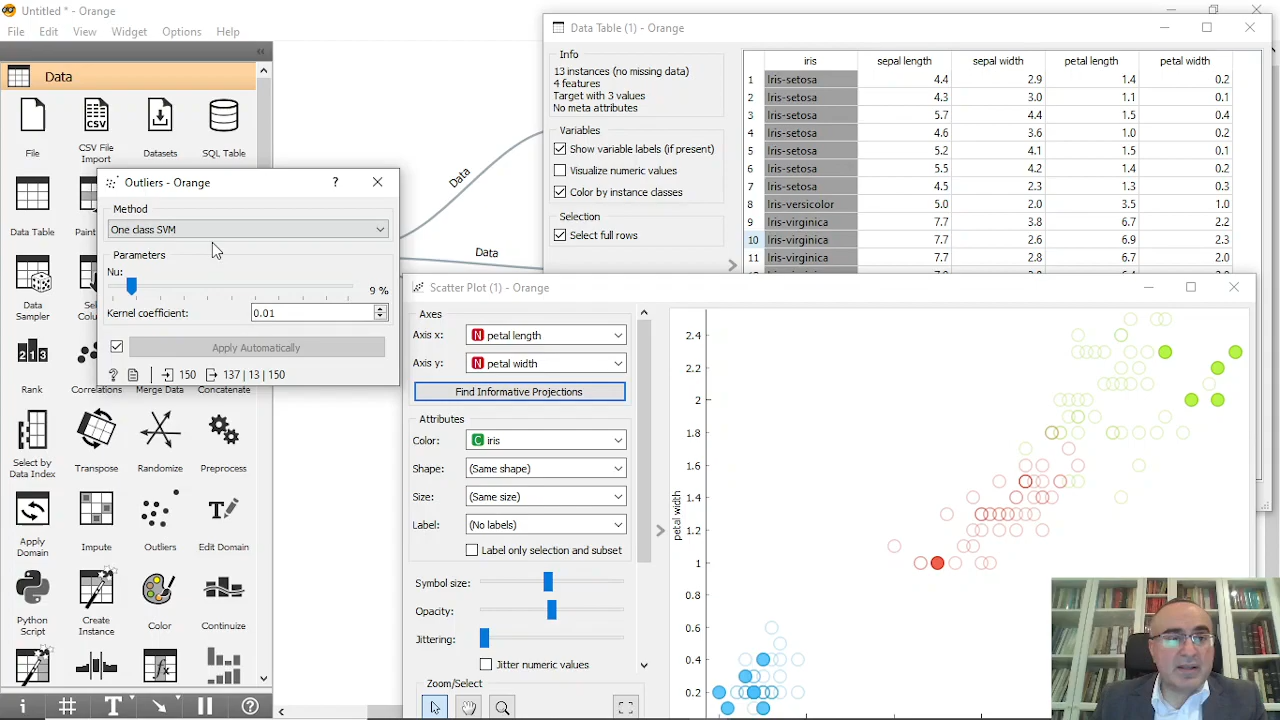 Untitled * - Orange
File Edit View Widget Options Help
Data
File
CSV File
Import
Datasets
SQL Table
Data Table
Paint
Data
Sampler
Select
Rank
Correlations
Merge Data
Concatenate
Select by
Data Index
Transpose
Randomize
Preprocess
Apply
Domain
Impute
Outliers
Edit Domain
Python
Script
Create
Instance
Color
Continuize
Data
Data
Outliers - Orange
Method
One class SVM
Parameters
Nu:
9 %
Kernel coefficient:
0.01
Apply Automatically
150
137 | 13 | 150
Data Table (1) - Orange
Info
13 instances (no missing data)
4 features
Target with 3 values
No meta attributes
Variables
Show variable labels (if present)
Visualize numeric values
Color by instance classes
Selection
Select full rows
iris sepal length sepal width petal length petal width
1 Iris-setosa 4.4 2.9 1.4 0.2
2 Iris-setosa 4.3 3.0 1.1 0.1
3 Iris-setosa 5.7 4.4 1.5 0.4
4 Iris-setosa 4.6 3.6 1.0 0.2
5 Iris-setosa 5.2 4.1 1.5 0.1
6 Iris-setosa 5.5 4.2 1.4 0.2
7 Iris-setosa 4.5 2.3 1.3 0.3
8 Iris-versicolor 5.0 2.0 3.5 1.0
9 Iris-virginica 7.7 3.8 6.7 2.2
10 Iris-virginica 7.7 2.6 6.9 2.3
11 Iris-virginica 7.7 2.8 6.7 2.0
Scatter Plot (1) - Orange
Axes
Axis x: N petal length
Axis y: N petal width
Find Informative Projections
Attributes
Color: C iris
Shape: (Same shape)
Size: (Same size)
Label: (No labels)
Label only selection and subset
Symbol size:
Opacity:
Jittering:
Jitter numeric values
Zoom/Select
petal width
2.4
2.2
2
1.8
1.6
1.4
1.2
1
0.8
0.6
0.4
0.2